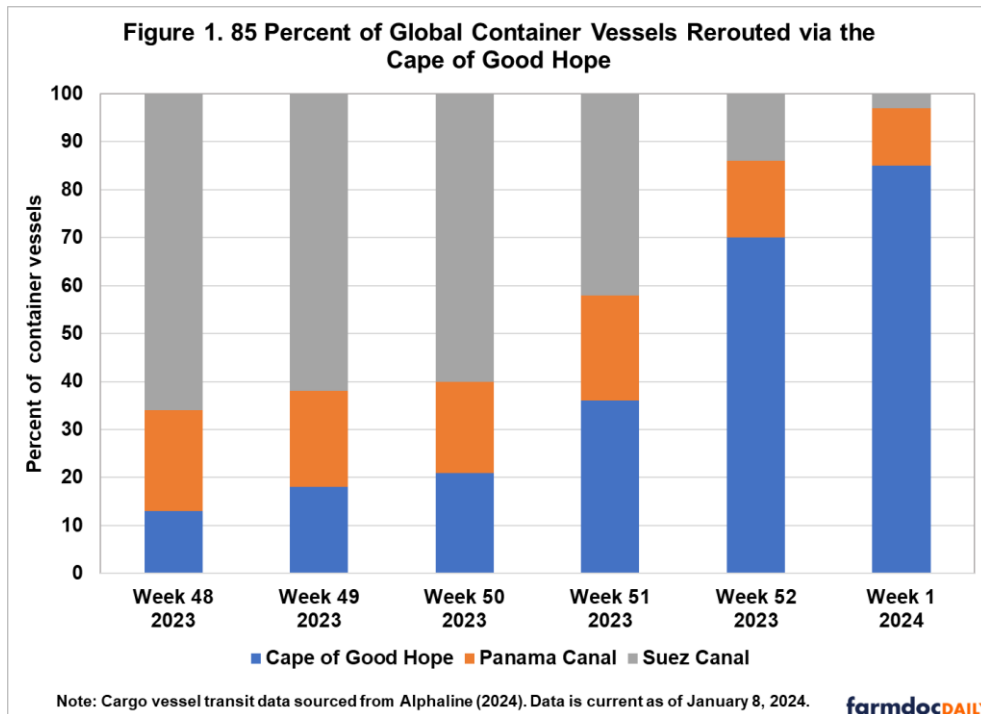 Figure 1. 85 Percent of Global Container Vessels Rerouted via the
Cape of Good Hope
Percent of container vessels
100
90
80
70
60
50
40
30
20
10
0
Week 48 Week 49 Week 50 Week 51 Week 52 Week 1
2023 2023 2023 2023 2023 2024
Cape of Good Hope Panama Canal Suez Canal
Note: Cargo vessel transit data sourced from Alphaline (2024). Data is current as of January 8, 2024.
farmdocDAILY